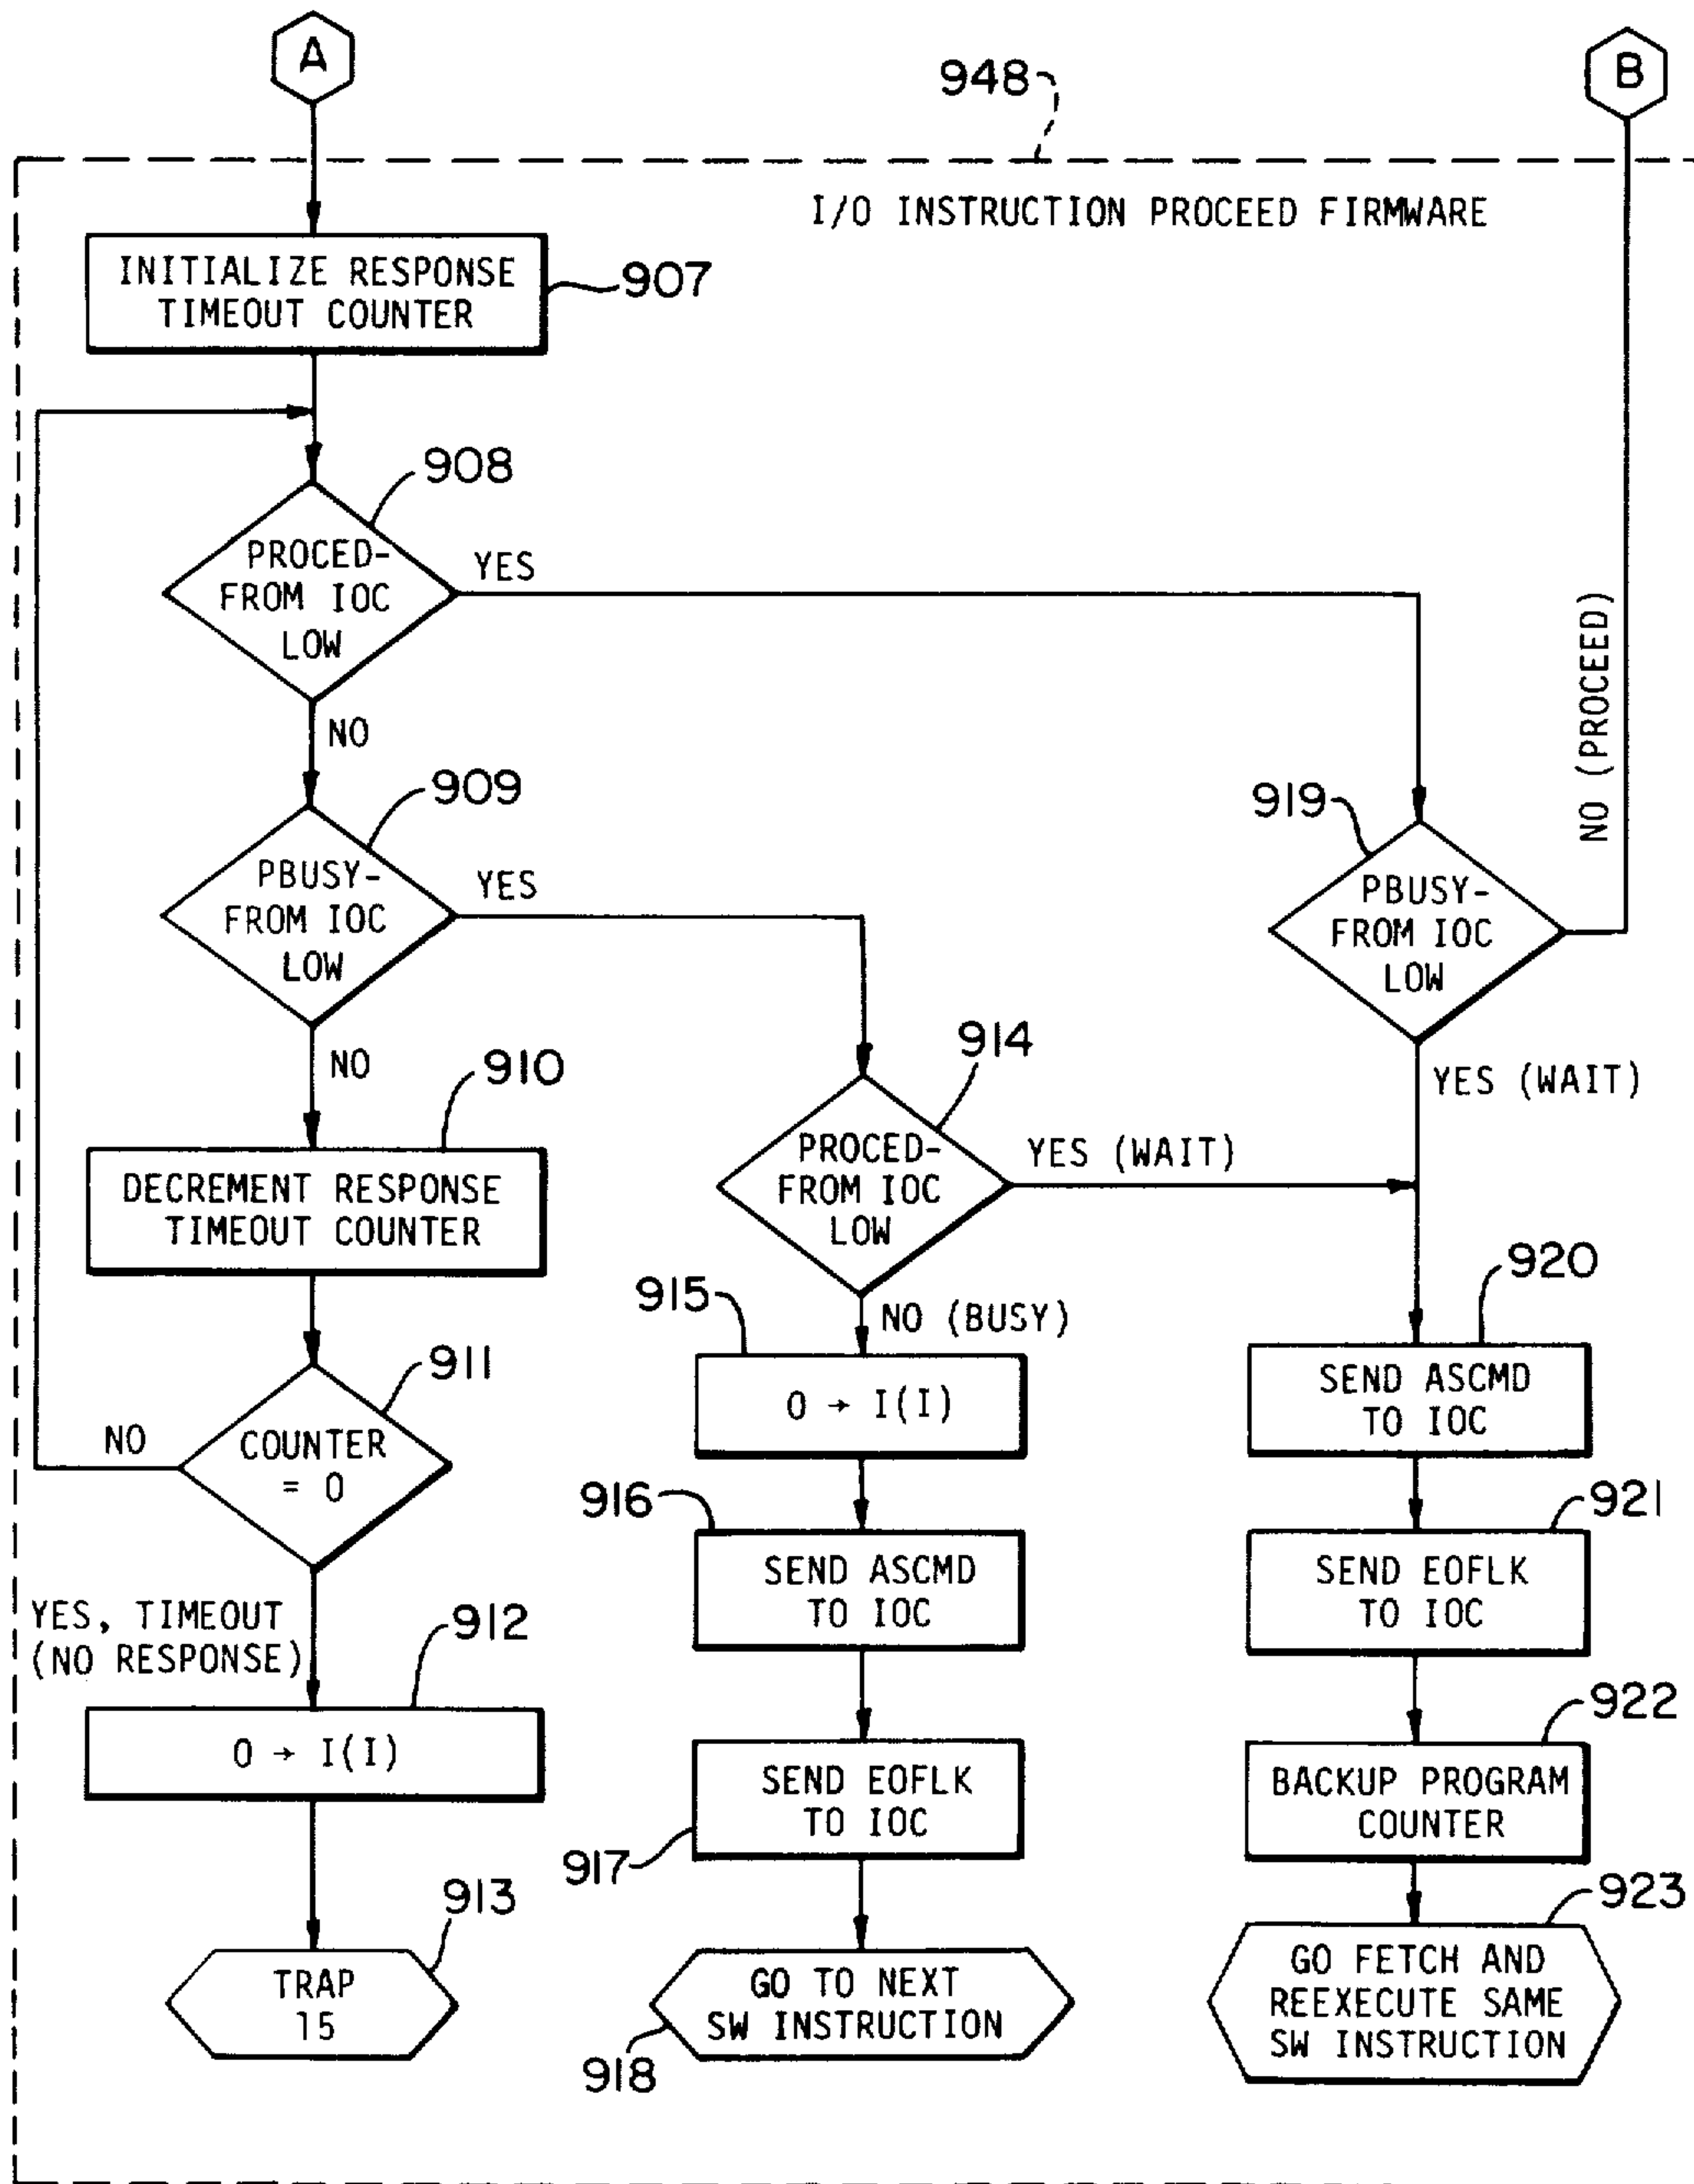 A
948
B
I/O INSTRUCTION PROCEED FIRMWARE
INITIALIZE RESPONSE
TIMEOUT COUNTER
907
908
PROCED-
FROM IOC
LOW
YES
NO
NO (PROCEED)
909
PBUSY-
FROM IOC
LOW
YES
NO
919
PBUSY-
FROM IOC
LOW
YES (WAIT)
910
DECREMENT RESPONSE
TIMEOUT COUNTER
914
PROCED-
FROM IOC
LOW
YES (WAIT)
NO (BUSY)
911
COUNTER
= 0
NO
YES, TIMEOUT
(NO RESPONSE)
912
0 → I(I)
913
TRAP
15
915
0 → I(I)
916
SEND ASCMD
TO IOC
SEND EOFLK
TO IOC
917
GO TO NEXT
SW INSTRUCTION
918
920
SEND ASCMD
TO IOC
921
SEND EOFLK
TO IOC
922
BACKUP PROGRAM
COUNTER
923
GO FETCH AND
REEXECUTE SAME
SW INSTRUCTION